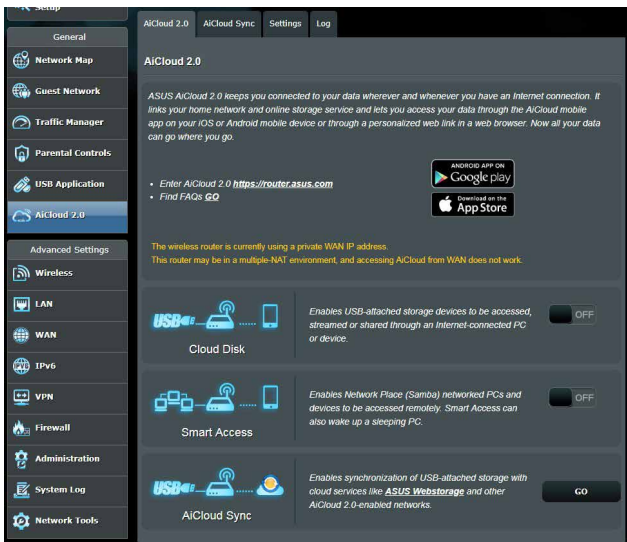 Setup
General
Network Map
Guest Network
Traffic Manager
Parental Controls
USB Application
AiCloud 2.0
Advanced Settings
Wireless
LAN
WAN
IPv6
VPN
Firewall
Administration
System Log
Network Tools
AiCloud 2.0 AiCloud Sync Settings Log
AiCloud 2.0
ASUS AiCloud 2.0 keeps you connected to your data wherever and whenever you have an Internet connection. It
links your home network and online storage service and lets you access your data through the AiCloud mobile
app on your iOS or Android mobile device or through a personalized web link in a web browser. Now all your data
can go where you go.
• Enter AiCloud 2.0 https://router.asus.com
• Find FAQs GO
ANDROID APP ON
Google play
Download on the
App Store
The wireless router is currently using a private WAN IP address.
This router may be in a multiple-NAT environment, and accessing AiCloud from WAN does not work.
USB
Cloud Disk
Enables USB-attached storage devices to be accessed,
streamed or shared through an Internet-connected PC
or device.
OFF
Smart Access
Enables Network Place (Samba) networked PCs and
devices to be accessed remotely. Smart Access can
also wake up a sleeping PC.
OFF
USB
AiCloud Sync
Enables synchronization of USB-attached storage with
cloud services like ASUS Webstorage and other
AiCloud 2.0-enabled networks.
GO